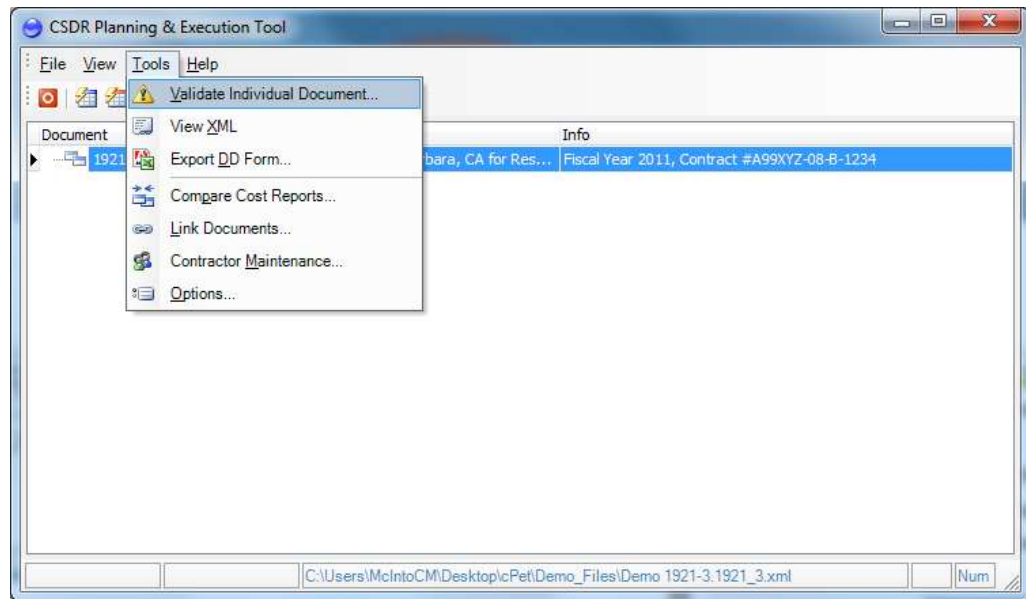 CSDR Planning & Execution Tool
File View Tools Help
Validate Individual Document...
Document Info
View XML
1921 bara, CA for Res... Fiscal Year 2011, Contract #A99XYZ-08-B-1234
Export DD Form...
Compare Cost Reports...
Link Documents...
Contractor Maintenance...
Options...
C:\Users\McIntoCM\Desktop\cPet\Demo_Files\Demo 1921-3.1921_3.xml Num